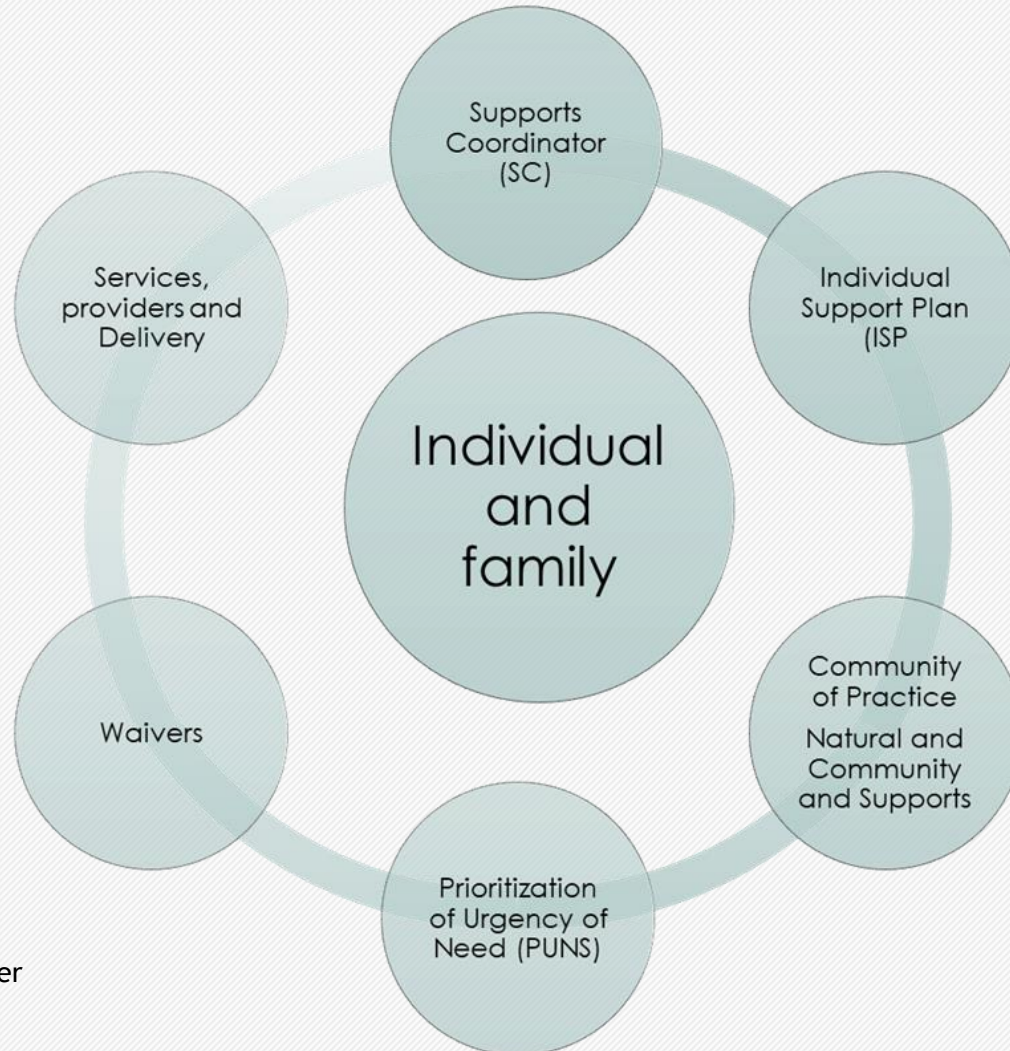 Supports
Coordinator
(SC)
Individual
Support Plan
(ISP
Community
of Practice
Natural and
Community
and Supports
Prioritization
of Urgency of
Need (PUNS)
Waivers
Services,
providers and
Delivery
Individual
and
family
er